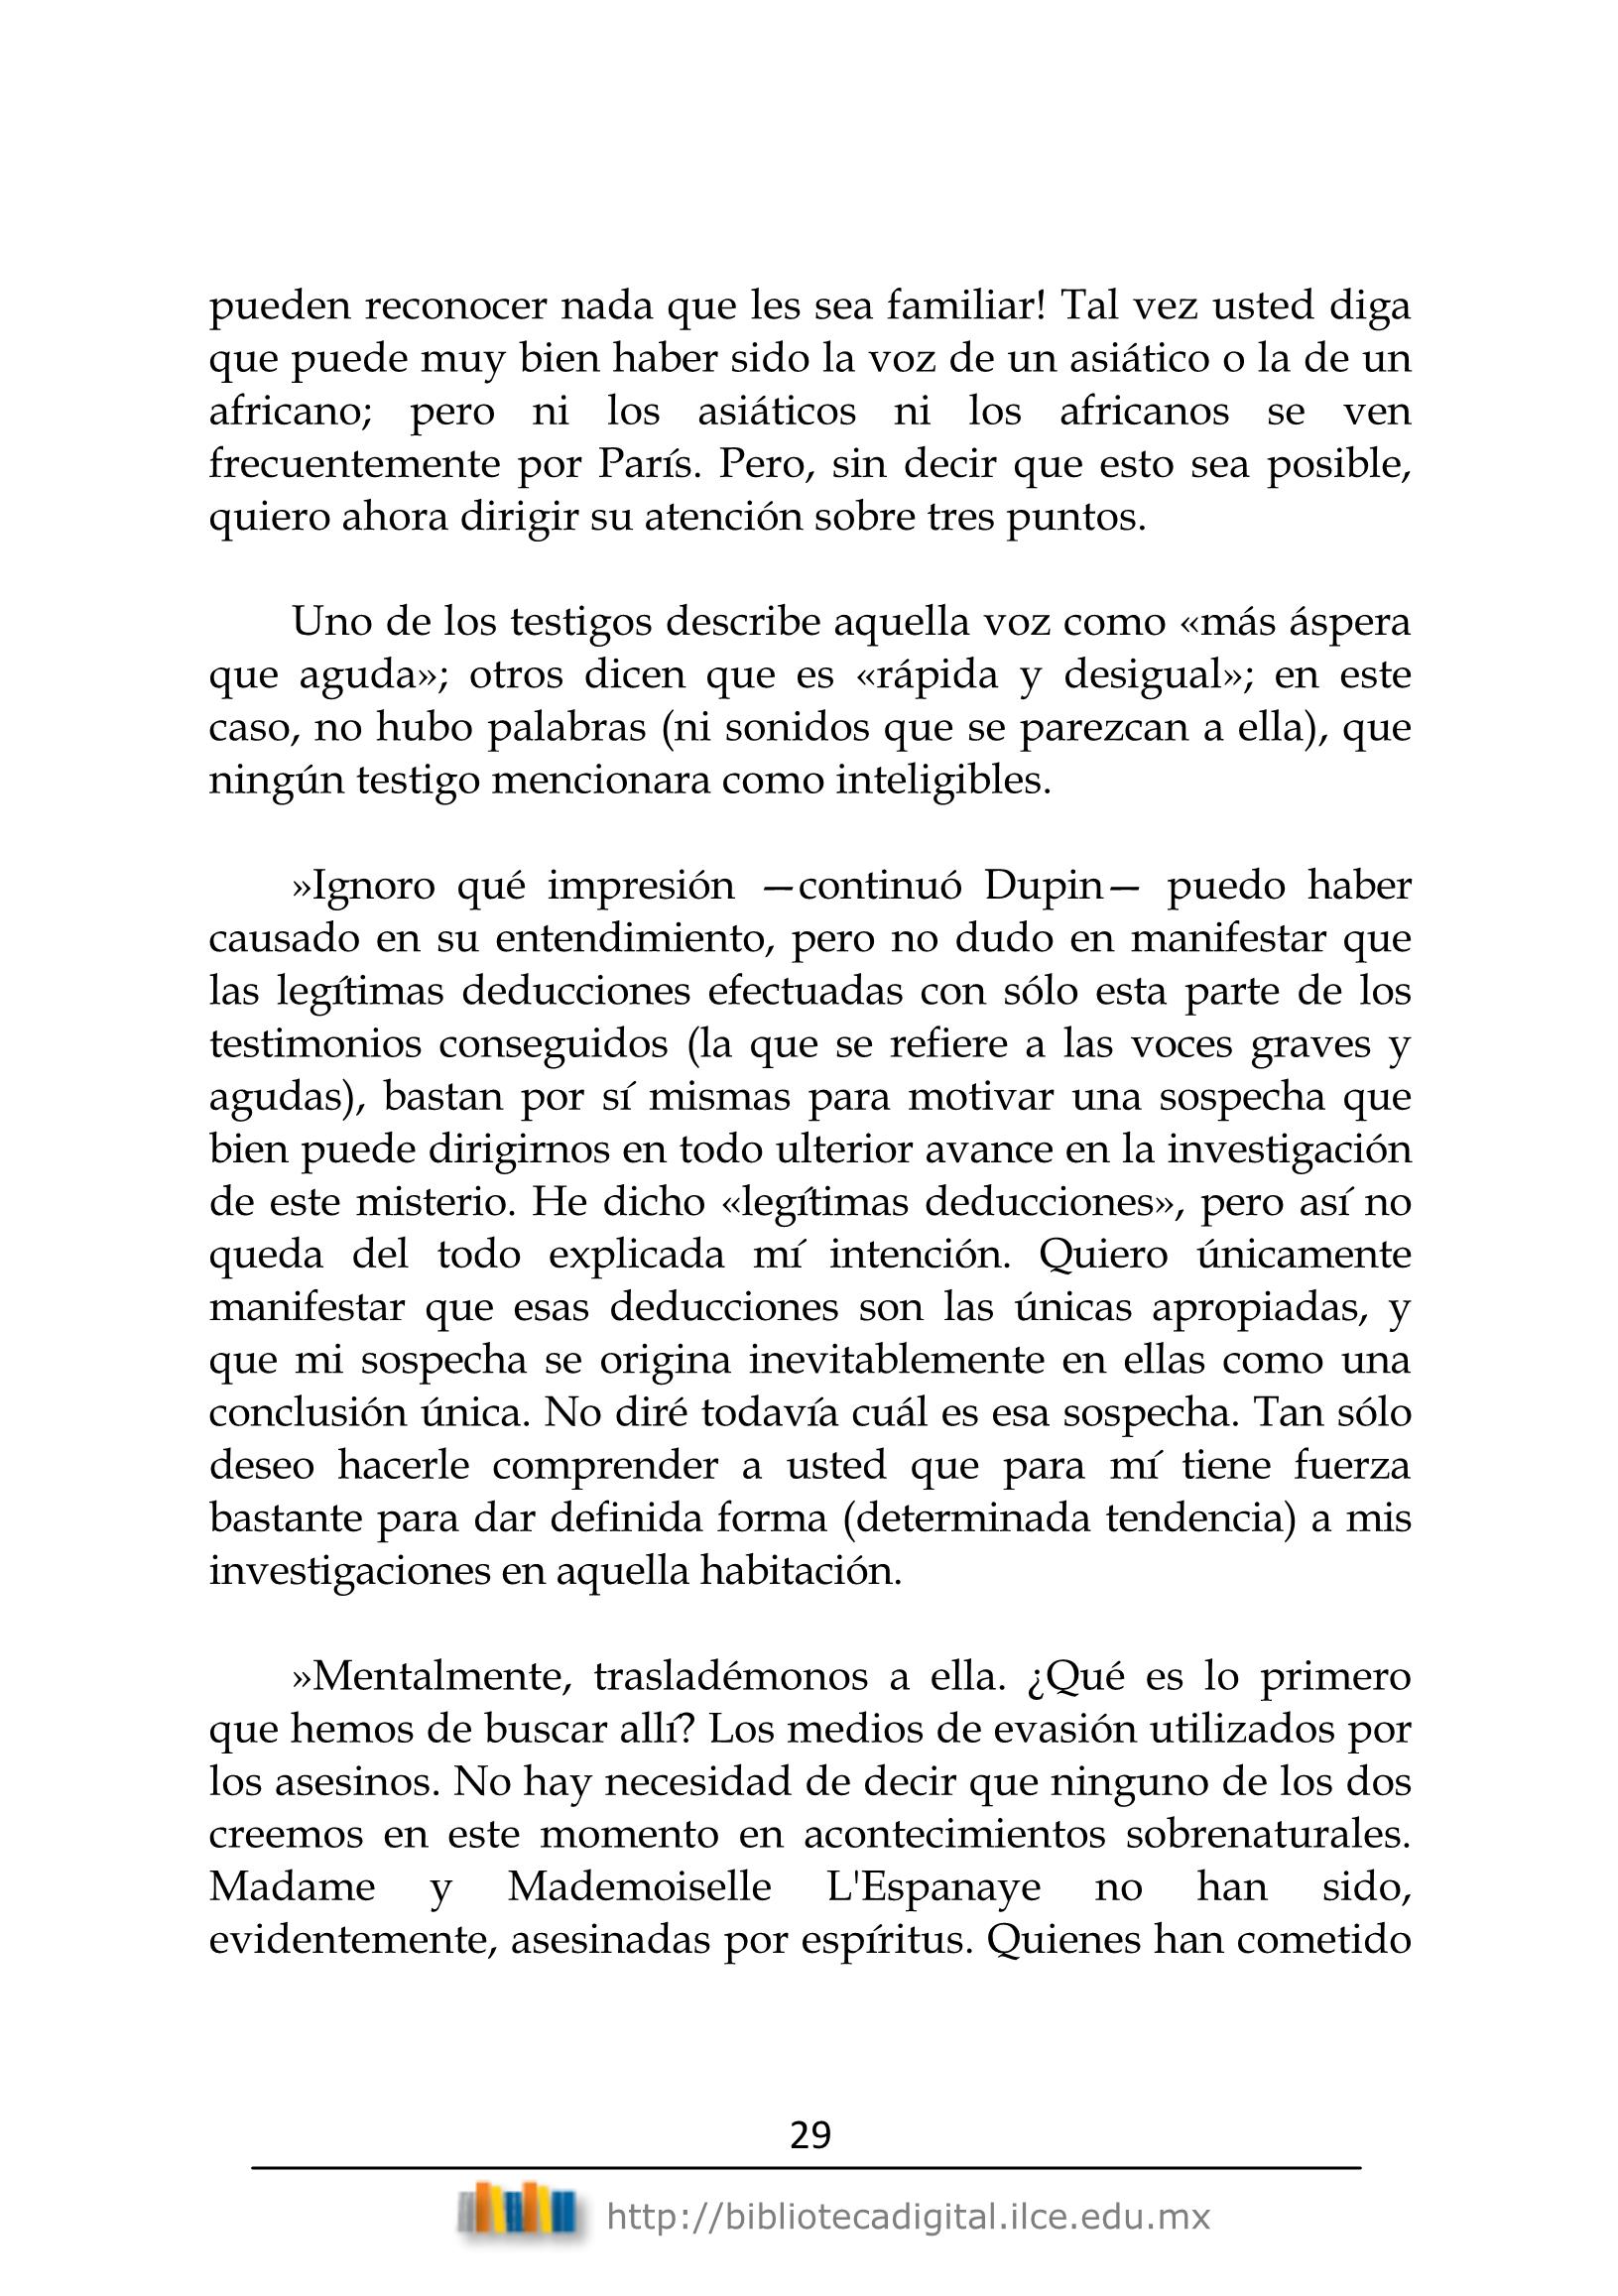 pueden reconocer nada que les sea familiar! Tal vez usted diga
que puede muy bien haber sido la voz de un asiático o la de un
africano; pero ni los asiáticos ni los africanos se ven
frecuentemente por París. Pero, sin decir que esto sea posible,
quiero ahora dirigir su atención sobre tres puntos.
Uno de los testigos describe aquella voz como «más áspera
que aguda»; otros dicen que es «rápida y desigual»; en este
caso, no hubo palabras (ni sonidos que se parezcan a ella), que
ningún testigo mencionara como inteligibles.
»Ignoro qué impresión —continuó Dupin— puedo haber
causado en su entendimiento, pero no dudo en manifestar que
las legítimas deducciones efectuadas con sólo esta parte de los
testimonios conseguidos (la que se refiere a las voces graves y
agudas), bastan por sí mismas para motivar una sospecha que
bien puede dirigirnos en todo ulterior avance en la investigación
de este misterio. He dicho «legítimas deducciones», pero así no
queda del todo explicada mí intención. Quiero únicamente
manifestar que esas deducciones son las únicas apropiadas, y
que mi sospecha se origina inevitablemente en ellas como una
conclusión única. No diré todavía cuál es esa sospecha. Tan sólo
deseo hacerle comprender a usted que para mí tiene fuerza
bastante para dar definida forma (determinada tendencia) a mis
investigaciones en aquella habitación.
»Mentalmente, trasladémonos a ella. ¿Qué es lo primero
que hemos de buscar allí? Los medios de evasión utilizados por
los asesinos. No hay necesidad de decir que ninguno de los dos
creemos en este momento en acontecimientos sobrenaturales.
Madame y Mademoiselle L'Espanaye no han sido,
evidentemente, asesinadas por espíritus. Quienes han cometido
29
http://bibliotecadigital.ilce.edu.mx